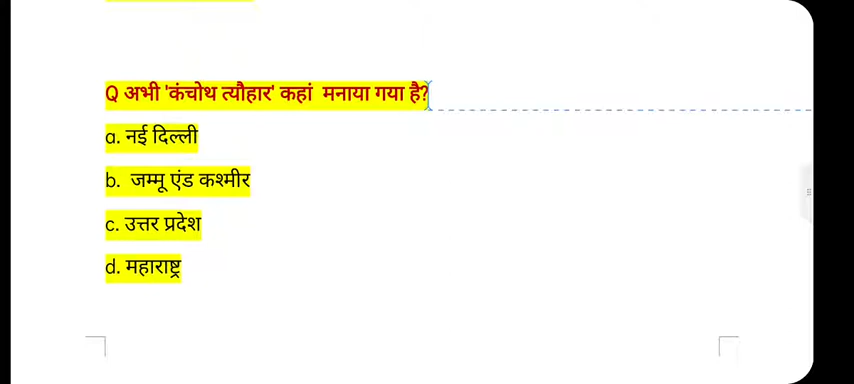 Q अभी 'कंचोथ त्यौहार' कहां मनाया गया है?
a. नई दिल्ली
b. जम्मू एंड कश्मीर
c. उत्तर प्रदेश
d. महाराष्ट्र